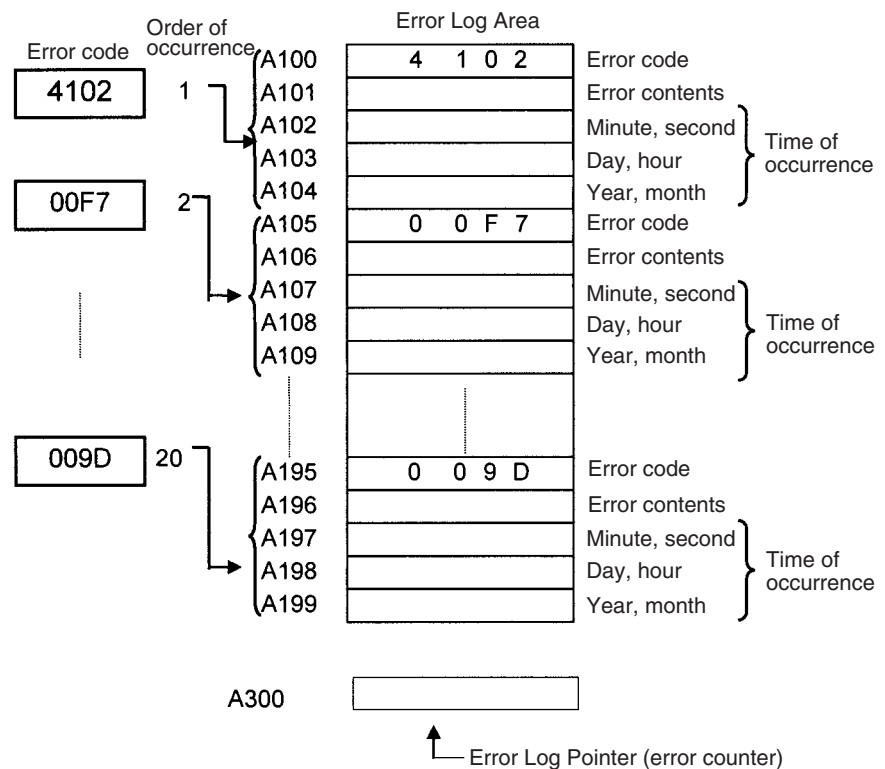 Error Log Area
Order of
occurrence
Error code
A100 4 1 0 2 Error code
4102 1
A101 Error contents
A102 Minute, second
A103 Day, hour
Time of
occurrence
A104 Year, month
00F7 2
A105 0 0 F 7 Error code
A106 Error contents
A107 Minute, second
A108 Day, hour
Time of
occurrence
A109 Year, month
009D 20
A195 0 0 9 D Error code
A196 Error contents
A197 Minute, second
A198 Day, hour
Time of
occurrence
A199 Year, month
A300
Error Log Pointer (error counter)